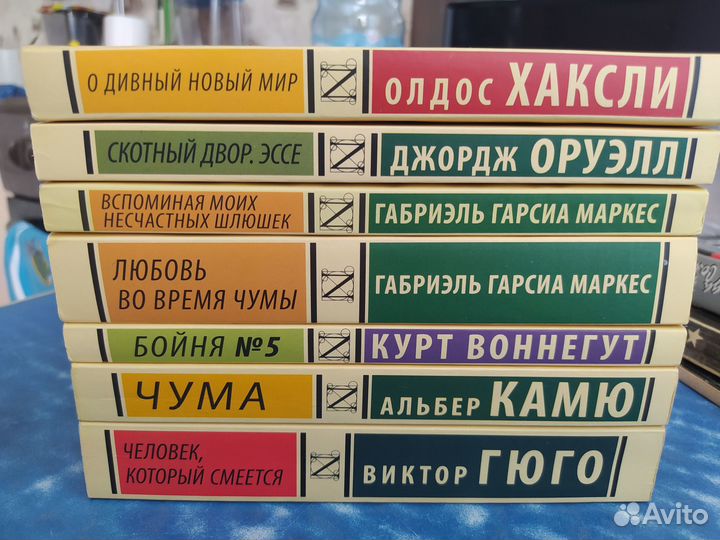 О ДИВНЫЙ НОВЫЙ МИР ОЛДОС ХАКСЛИ
СКОТНЫЙ ДВОР. ЭССЕ ДЖОРДЖ ОРУЭЛЛ
ВСПОМИНАЯ МОИХ
НЕСЧАСТНЫХ ШЛЮШЕК ГАБРИЭЛЬ ГАРСИА МАРКЕС
ЛЮБОВЬ
ВО ВРЕМЯ ЧУМЫ ГАБРИЭЛЬ ГАРСИА МАРКЕС
БОЙНЯ №5 КУРТ ВОННЕГУТ
ЧУМА АЛЬБЕР КАМЮ
ЧЕЛОВЕК,
КОТОРЫЙ СМЕЕТСЯ ВИКТОР ГЮГО
Avito